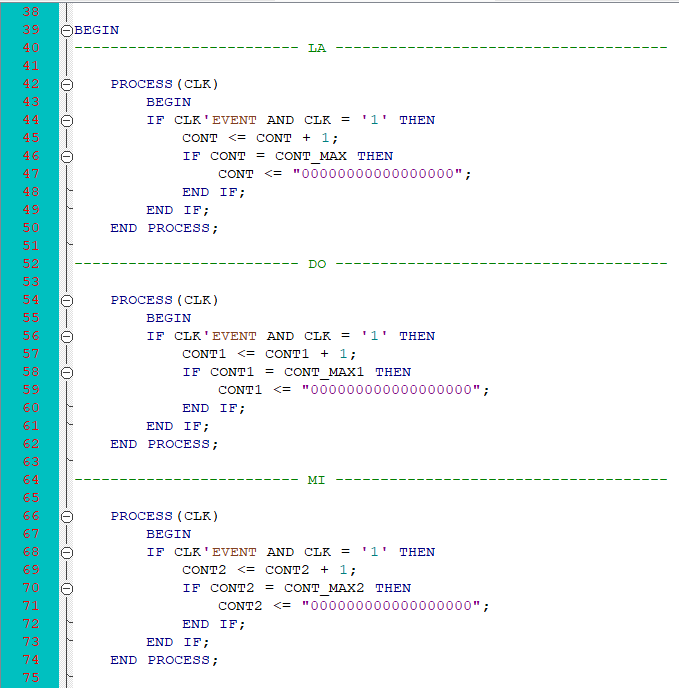 38
39 BEGIN
40 ------------------------- LA -------------------------------------
41
42 PROCESS(CLK)
43 BEGIN
44 IF CLK'EVENT AND CLK = '1' THEN
45 CONT <= CONT + 1;
46 IF CONT = CONT_MAX THEN
47 CONT <= "00000000000000000";
48 END IF;
49 END IF;
50 END PROCESS;
51
52 ------------------------- DO -------------------------------------
53
54 PROCESS(CLK)
55 BEGIN
56 IF CLK'EVENT AND CLK = '1' THEN
57 CONT1 <= CONT1 + 1;
58 IF CONT1 = CONT_MAX1 THEN
59 CONT1 <= "000000000000000000";
60 END IF;
61 END IF;
62 END PROCESS;
63
64 ------------------------- MI -------------------------------------
65
66 PROCESS(CLK)
67 BEGIN
68 IF CLK'EVENT AND CLK = '1' THEN
69 CONT2 <= CONT2 + 1;
70 IF CONT2 = CONT_MAX2 THEN
71 CONT2 <= "000000000000000000";
72 END IF;
73 END IF;
74 END PROCESS;
75